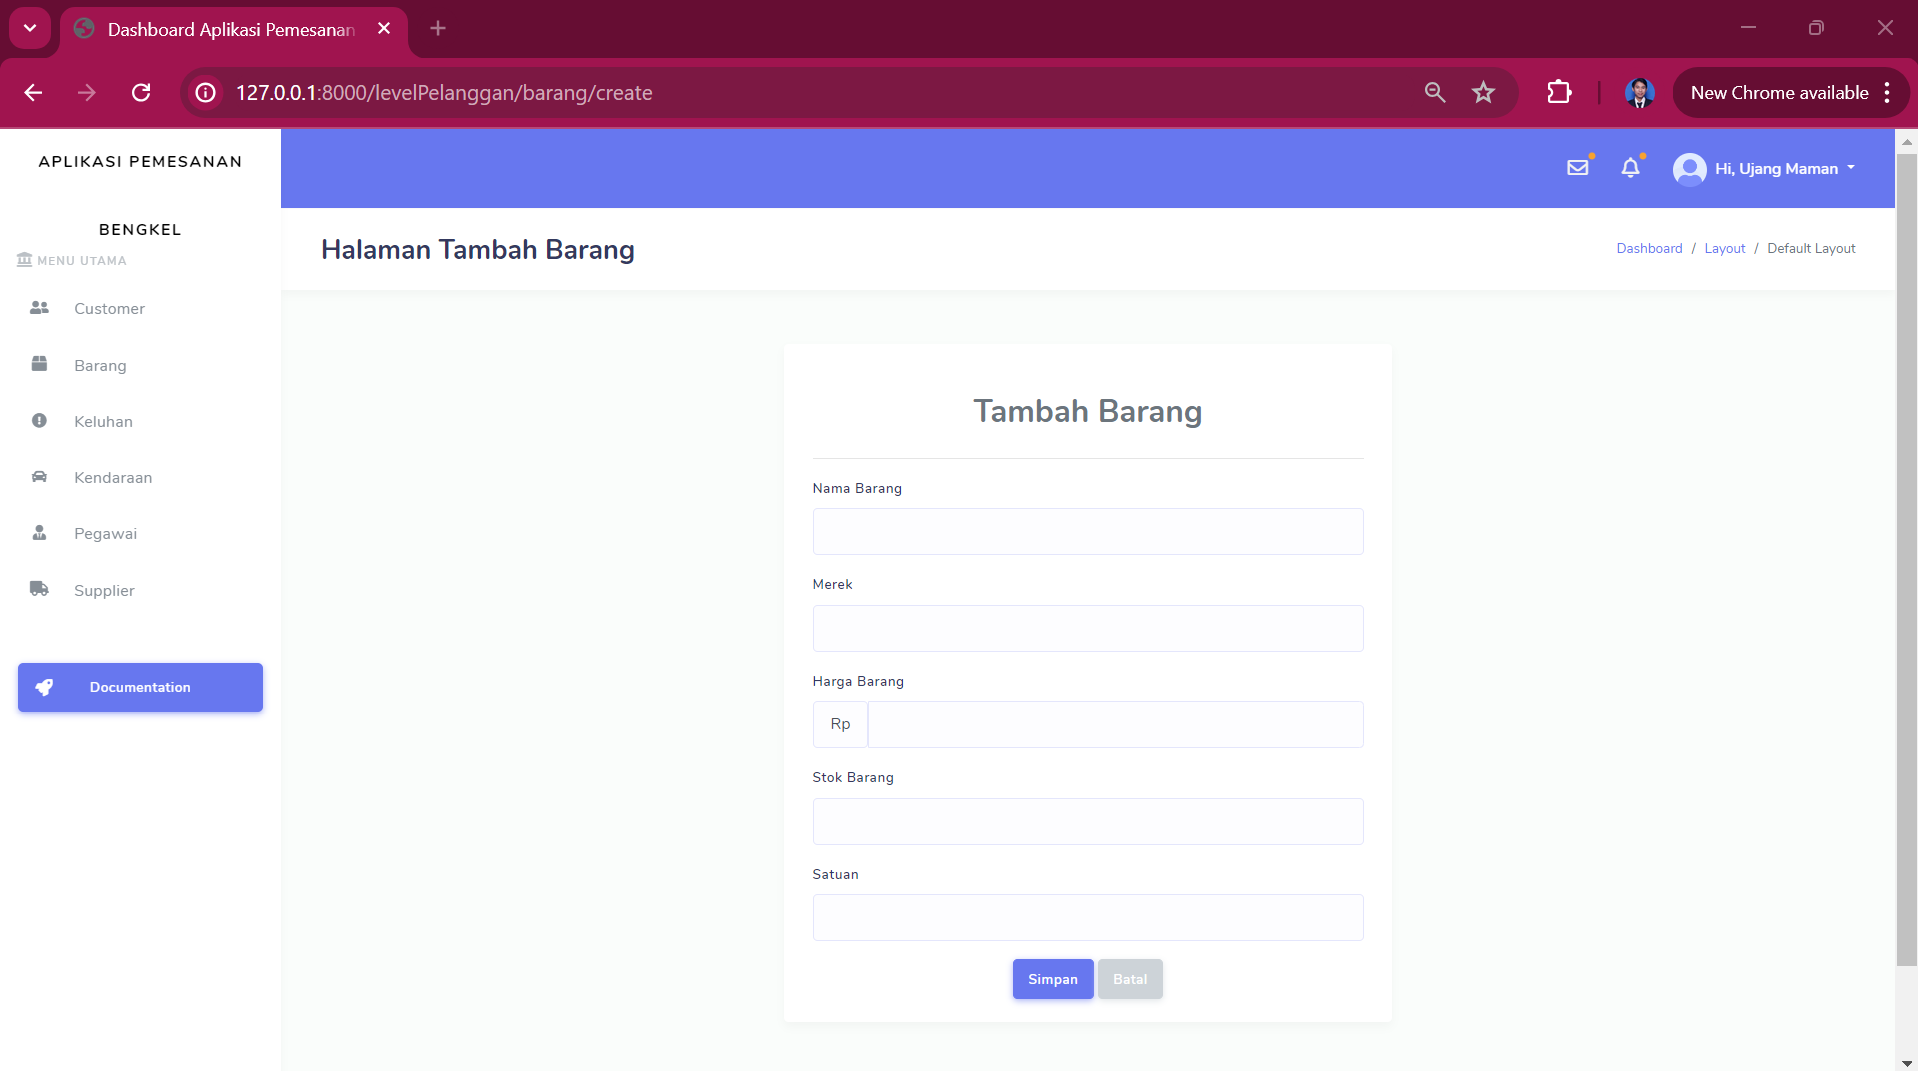 Dashboard Aplikasi Pemesanan
127.0.0.1:8000/levelPelanggan/barang/create
New Chrome available
APLIKASI PEMESANAN
BENGKEL
MENU UTAMA
Customer
Barang
Keluhan
Kendaraan
Pegawai
Supplier
Documentation
Hi, Ujang Maman
Halaman Tambah Barang
Dashboard / Layout / Default Layout
Tambah Barang
Nama Barang
Merek
Harga Barang
Rp
Stok Barang
Satuan
Simpan Batal